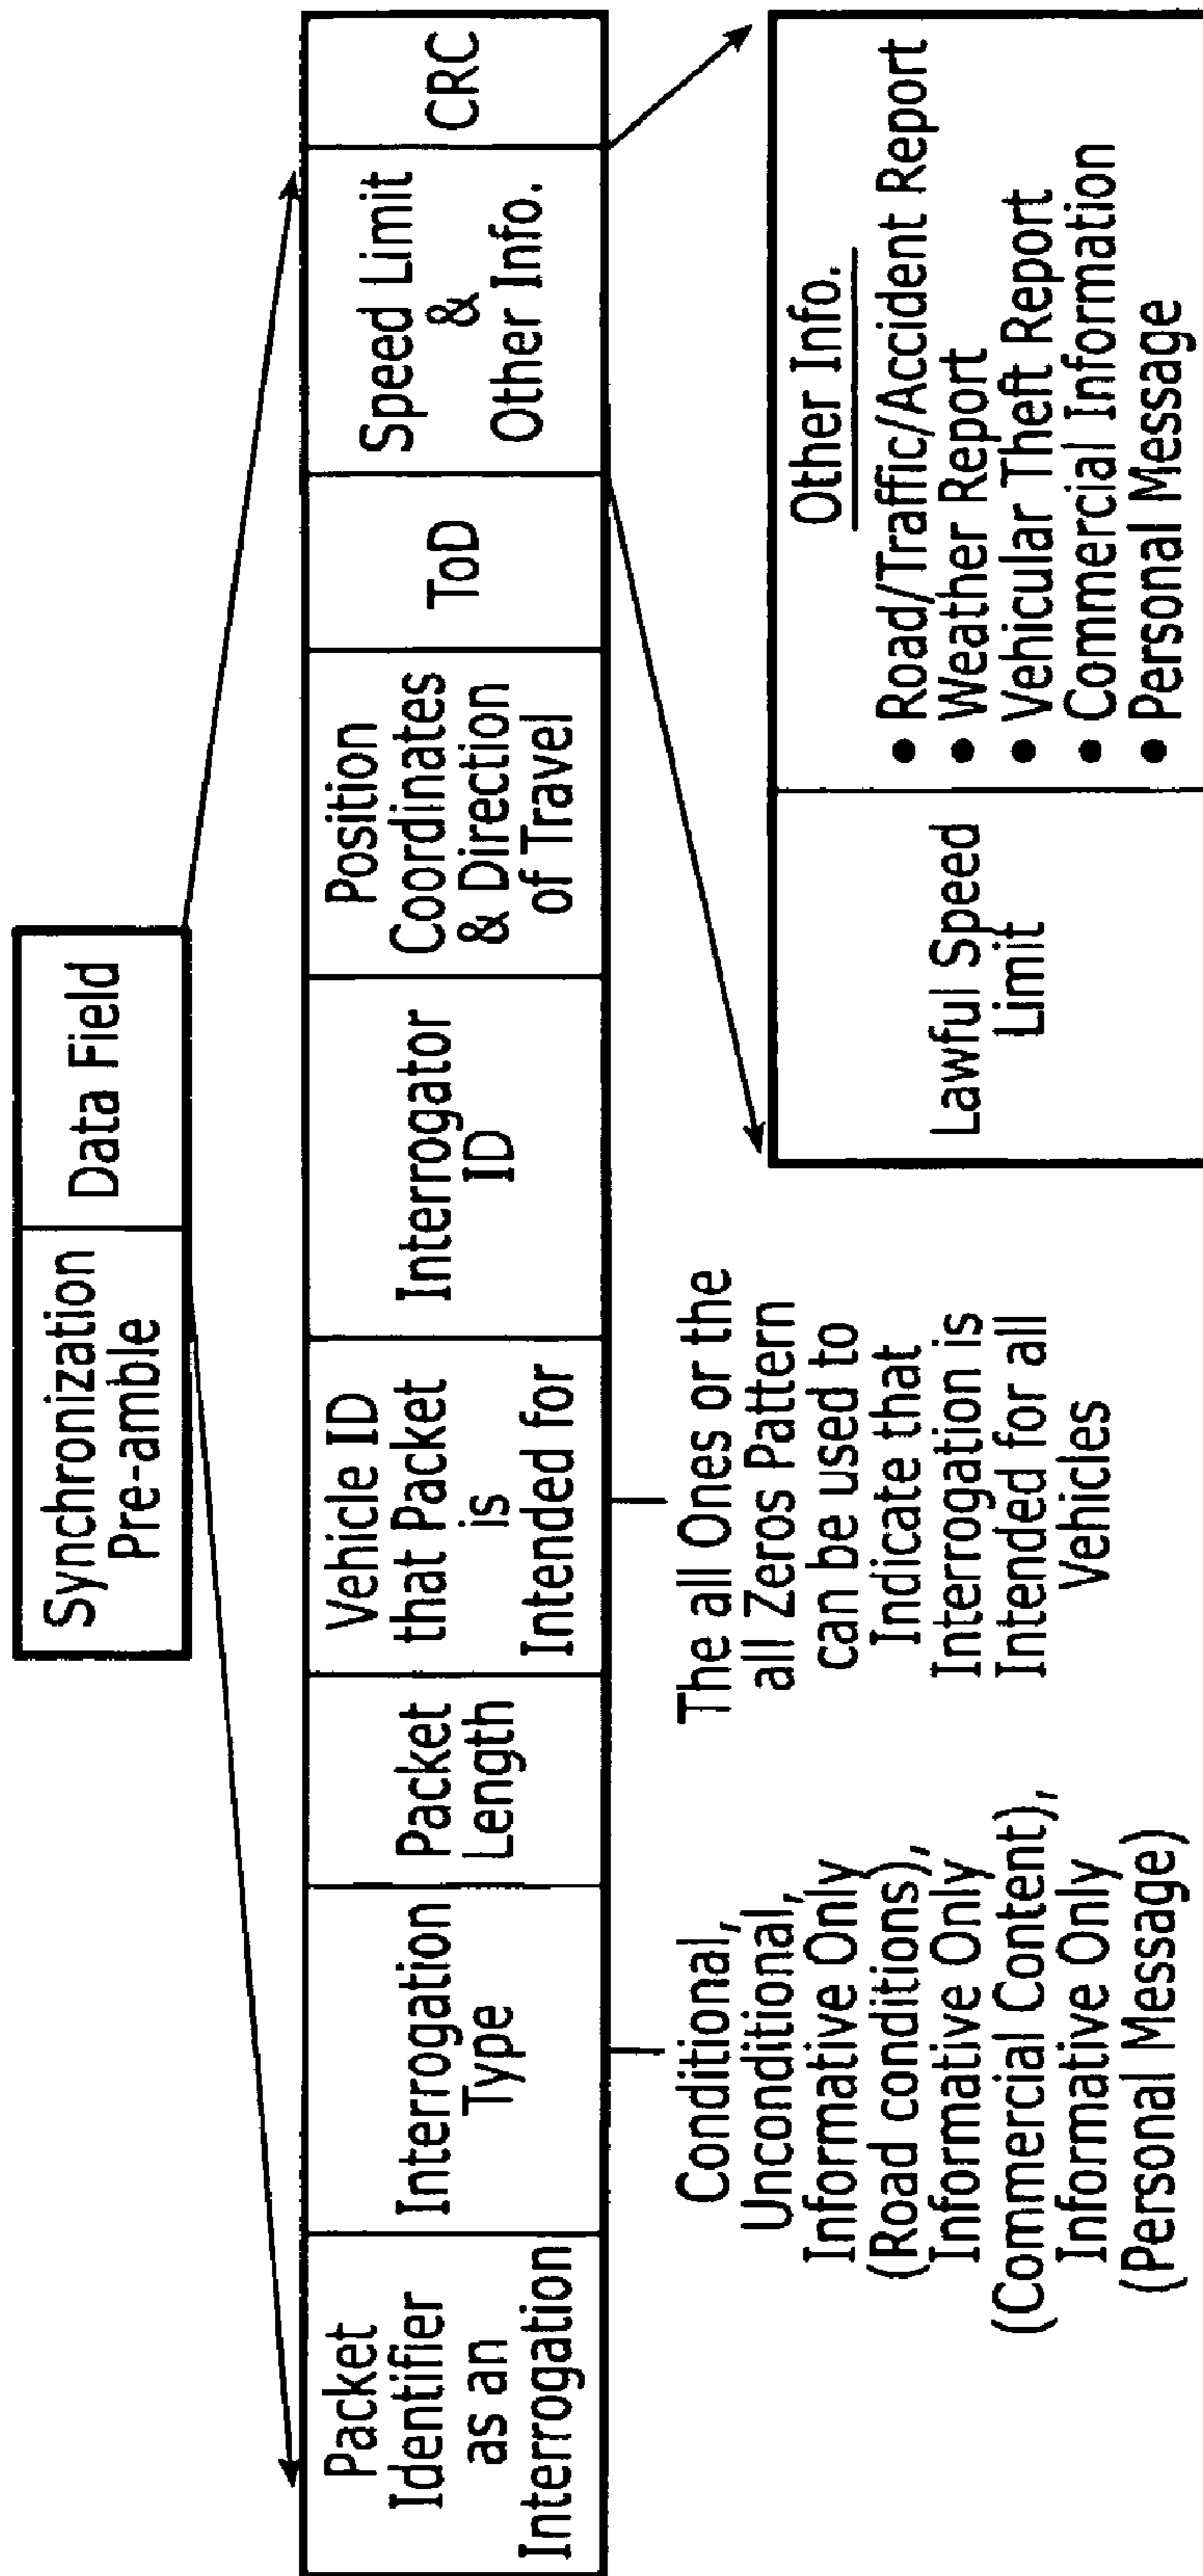 Synchronization
Pre-amble
Data Field
Packet
Identifier
as an
Interrogation
Interrogation
Type
Packet
Length
Vehicle ID
that Packet
is
Intended for
Interrogator
ID
Position
Coordinates
& Direction
of Travel
ToD
Speed Limit
&
Other Info.
CRC
Conditional,
Unconditional,
Informative Only
(Road conditions),
Informative Only
(Commercial Content),
Informative Only
(Personal Message)
The all Ones or the
all Zeros Pattern
can be used to
Indicate that
Interrogation is
Intended for all
Vehicles
Lawful Speed
Limit
Other Info.
● Road/Traffic/Accident Report
● Weather Report
● Vehicular Theft Report
● Commercial Information
● Personal Message